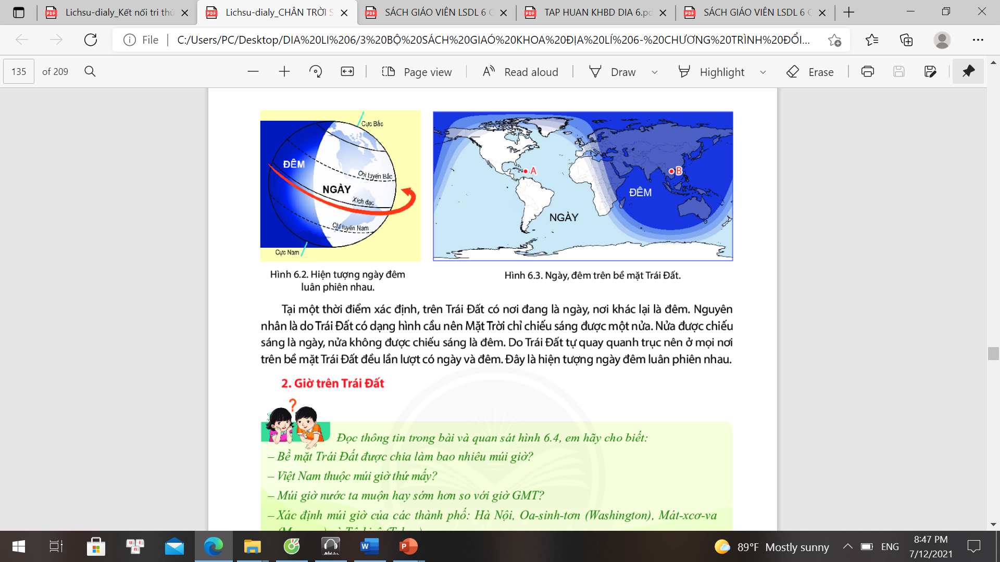 Lichsu-dialy_Kết nối tri thứ
Lichsu-dialy_CHÂN TRỜI S
SÁCH GIÁO VIÊN LSDL 6 C
TAP HUAN KHBD DIA 6.pd
SÁCH GIÁO VIÊN LSDL 6 C
File
C:/Users/PC/Desktop/DIA%20LI%206/3%20BỘ%20SÁCH%20GIAÓ%20KHOA%20ĐỊA%20LÍ%206-%20CHƯƠNG%20TRÌNH%20ĐỔI...
135 of 209
Page view
Read aloud
Draw
Highlight
Erase
Cực Bắc
ĐÊM
Chí tuyến Bắc
NGÀY
Xích đạo
Chí tuyến Nam
Cực Nam
A
B
ĐÊM
NGÀY
Hình 6.2. Hiện tượng ngày đêm
luân phiên nhau.
Hình 6.3. Ngày, đêm trên bề mặt Trái Đất.
Tại một thời điểm xác định, trên Trái Đất có nơi đang là ngày, nơi khác lại là đêm. Nguyên
nhân là do Trái Đất có dạng hình cầu nên Mặt Trời chỉ chiếu sáng được một nửa. Nửa được chiếu
sáng là ngày, nửa không được chiếu sáng là đêm. Do Trái Đất tự quay quanh trục nên ở mọi nơi
trên bề mặt Trái Đất đều lần lượt có ngày và đêm. Đây là hiện tượng ngày đêm luân phiên nhau.
2. Giờ trên Trái Đất
?
Đọc thông tin trong bài và quan sát hình 6.4, em hãy cho biết:
– Bề mặt Trái Đất được chia làm bao nhiêu múi giờ?
– Việt Nam thuộc múi giờ thứ mấy?
– Múi giờ nước ta muộn hay sớm hơn so với giờ GMT?
– Xác định múi giờ của các thành phố: Hà Nội, Oa-sinh-tơn (Washington), Mát-xcơ-va
89°F Mostly sunny
ENG
8:47 PM
7/12/2021